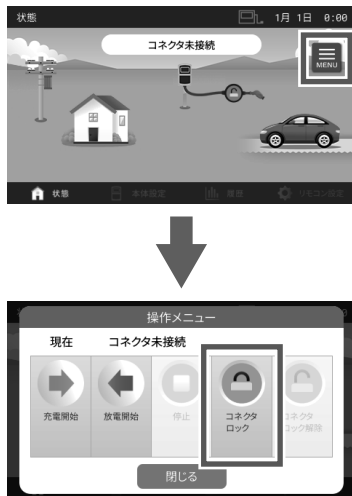 状態 1月 1日 0:00
コネクタ未接続
MENU
状態 本体設定 履歴 リモコン設定
操作メニュー
現在 コネクタ未接続
充電開始 放電開始 停止 コネクタ コネクタ
ロック ロック解除
閉じる